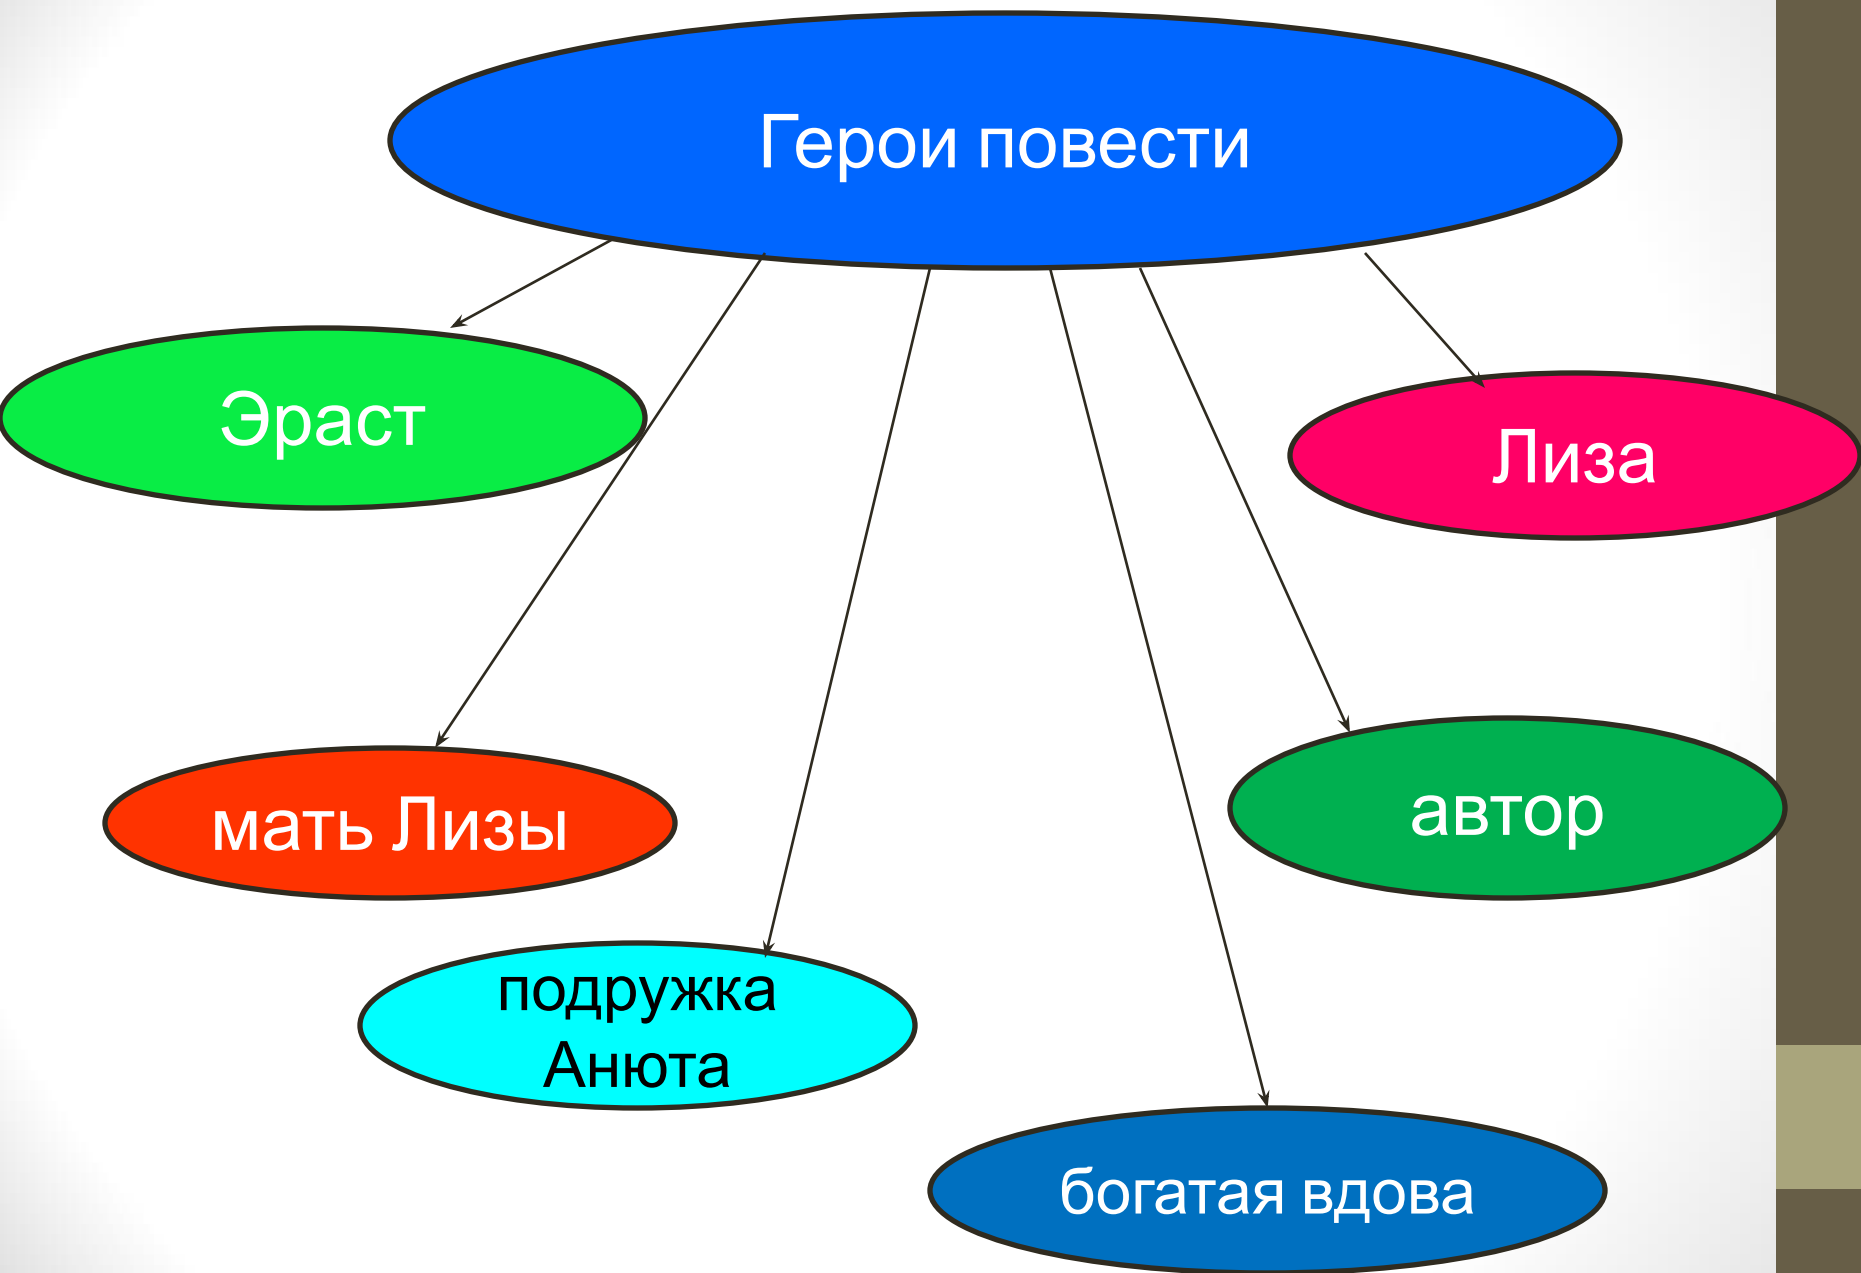 Герои повести
Эраст
Лиза
мать Лизы
автор
подружка
Анюта
богатая вдова